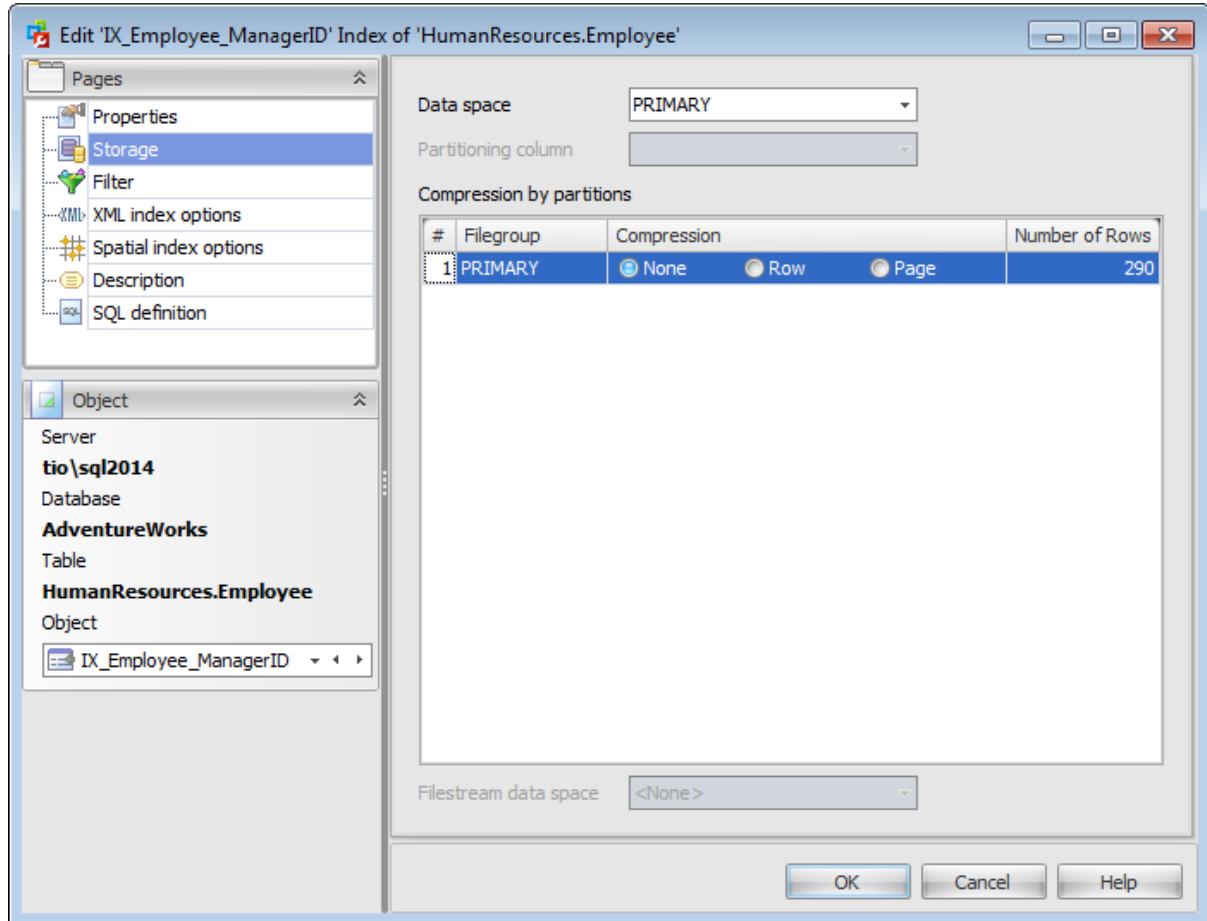 Edit 'IX_Employee_ManagerID' Index of 'HumanResources.Employee'
Pages
Properties
Storage
Filter
XML index options
Spatial index options
Description
SQL definition
Object
Server
tio\sql2014
Database
AdventureWorks
Table
HumanResources.Employee
Object
IX_Employee_ManagerID
Data space PRIMARY
Partitioning column
Compression by partitions
# Filegroup Compression Number of Rows
1 PRIMARY None Row Page 290
Filestream data space <None>
OK Cancel Help